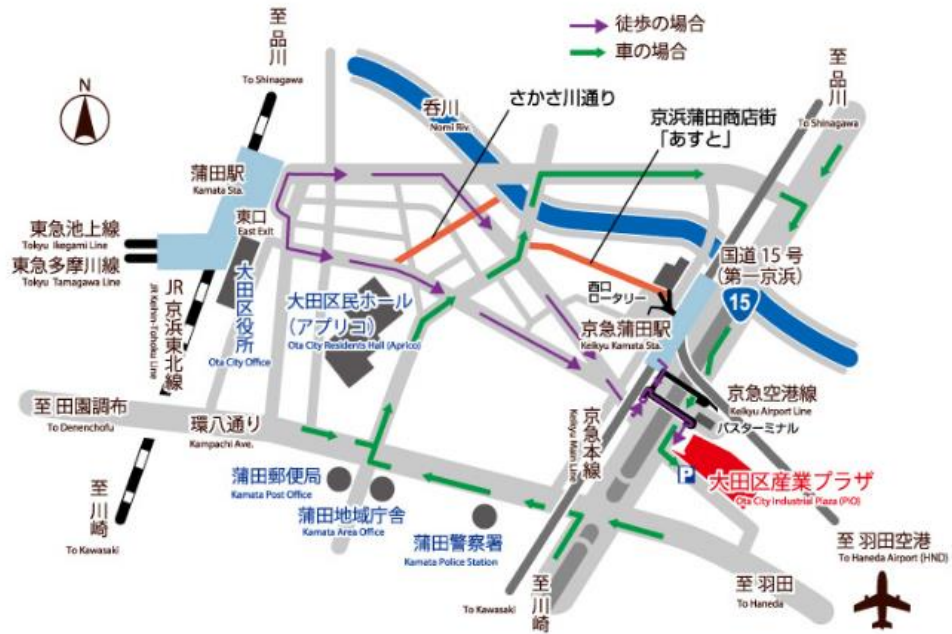 徒歩の場合
車の場合
N
至 品川
To Shinagawa
至 品川
To Shinagawa
呑川
Nomi Riv.
さかさ川通り
京浜蒲田商店街
「あすと」
蒲田駅
Kamata Sta.
東口
East Exit
東急池上線
Tokyu Ikegami Line
東急多摩川線
Tokyu Tamagawa Line
大田区役所
Ota City Office
大田区民ホール
(アプリコ)
Ota City Residents Hall (Aprico)
JR 京浜東北線
JR Keihin-Tohoku Line
国道 15 号
(第一京浜)
15
西口
ロータリー
京急蒲田駅
Keikyu Kamata Sta.
京急空港線
Keikyu Airport Line
バスターミナル
京急本線
Keikyu Main Line
至 田園調布
To Denenchofu
環八通り
Kampachi Ave.
P
大田区産業プラザ
Ota City Industrial Plaza (PiO)
蒲田郵便局
Kamata Post Office
蒲田地域庁舎
Kamata Area Office
蒲田警察署
Kamata Police Station
至 川崎
To Kawasaki
至 川崎
To Kawasaki
至 羽田
To Haneda
至 羽田空港
To Haneda Airport (HND)